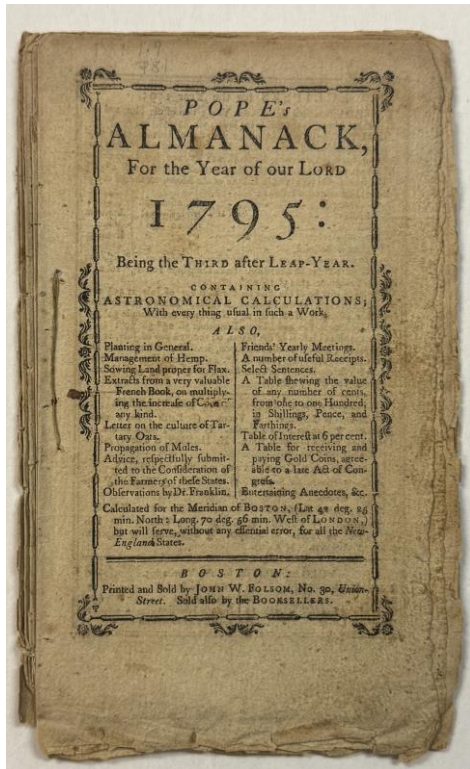 POPE's
ALMANACK,
For the Year of our LORD
1795:
Being the THIRD after LEAP-YEAR.
CONTAINING
ASTRONOMICAL CALCULATIONS;
With every thing usual in such a Work,
ALSO,
Planting in General.
Management of Hemp.
Sowing Land proper for Flax.
Extracts from a very valuable
French Book, on multiply-
ing the increase of Corn of
any kind.
Letter on the culture of Tar-
tary Oats.
Propagation of Mules.
Advice, respectfully submit-
ted to the Consideration of
the Farmers of these States.
Observations by Dr. Franklin.
Friends' Yearly Meetings.
A number of useful Receipts.
Select Sentences.
A Table shewing the value
of any number of cents,
from one to one Hundred,
in Shillings, Pence, and
Farthings.
Table of Interest at 6 per cent.
A Table for receiving and
paying Gold Coins, agree-
able to a late Act of Con-
gress.
Entertaining Anecdotes, &c.
Calculated for the Meridian of BOSTON, (Lat 42 deg. 25
min. North: Long. 70 deg. 56 min. West of LONDON,)
but will serve, without any essential error, for all the New-
England States.
BOSTON:
Printed and Sold by JOHN W. FOLSOM, No. 30, Union-
Street. Sold also by the BOOKSELLERS.